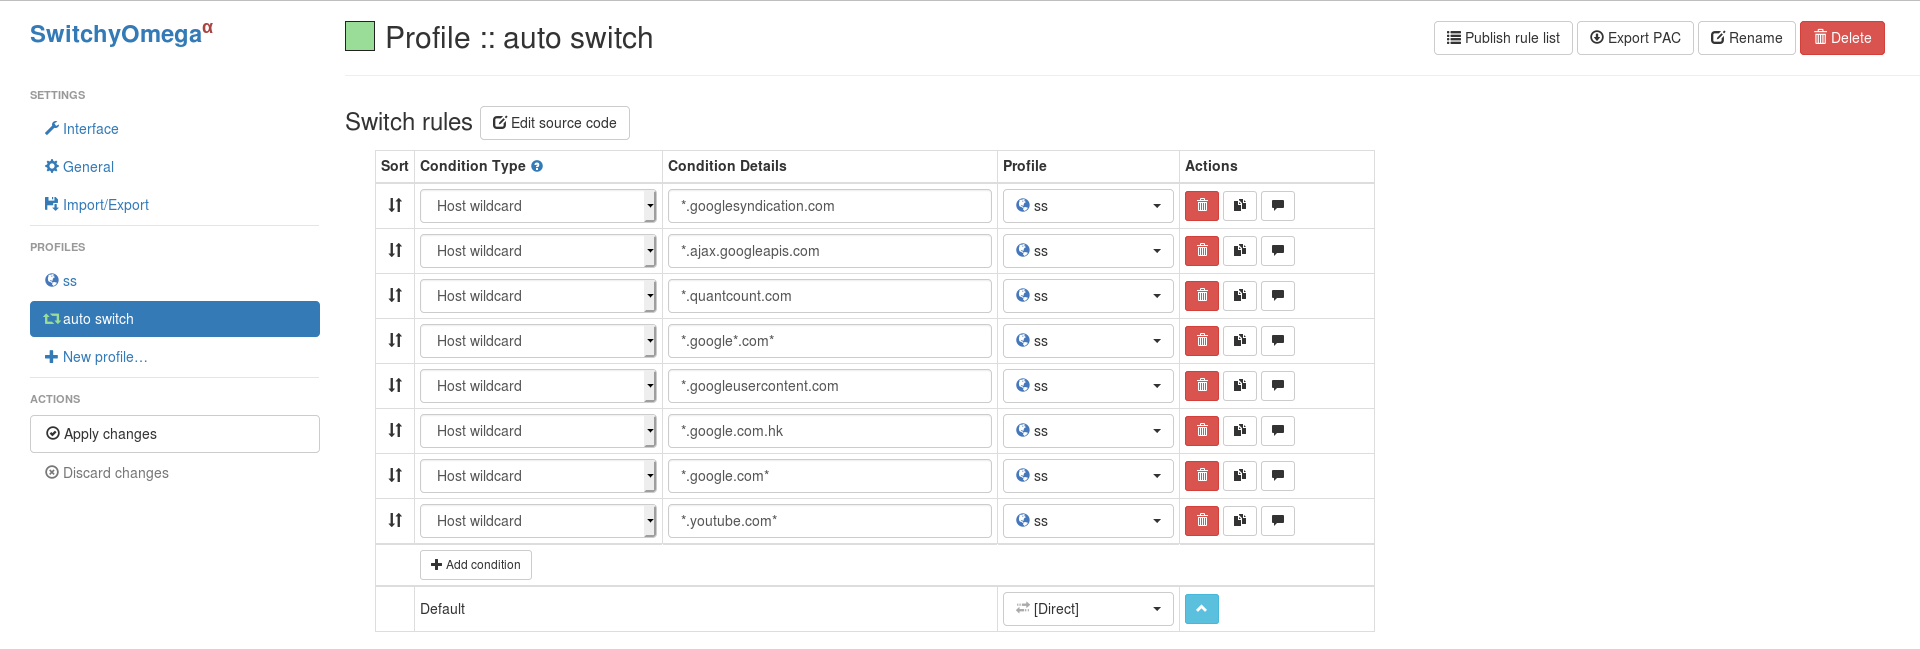 SwitchyOmegaα
Profile :: auto switch
Publish rule list
Export PAC
Rename
Delete
SETTINGS
Interface
General
Import/Export
PROFILES
ss
auto switch
New profile…
ACTIONS
Apply changes
Discard changes
Switch rules
Edit source code
Sort Condition Type ? Condition Details Profile Actions
Host wildcard *.googlesyndication.com ss
Host wildcard *.ajax.googleapis.com ss
Host wildcard *.quantcount.com ss
Host wildcard *.google*.com* ss
Host wildcard *.googleusercontent.com ss
Host wildcard *.google.com.hk ss
Host wildcard *.google.com* ss
Host wildcard *.youtube.com* ss
Add condition
Default [Direct]